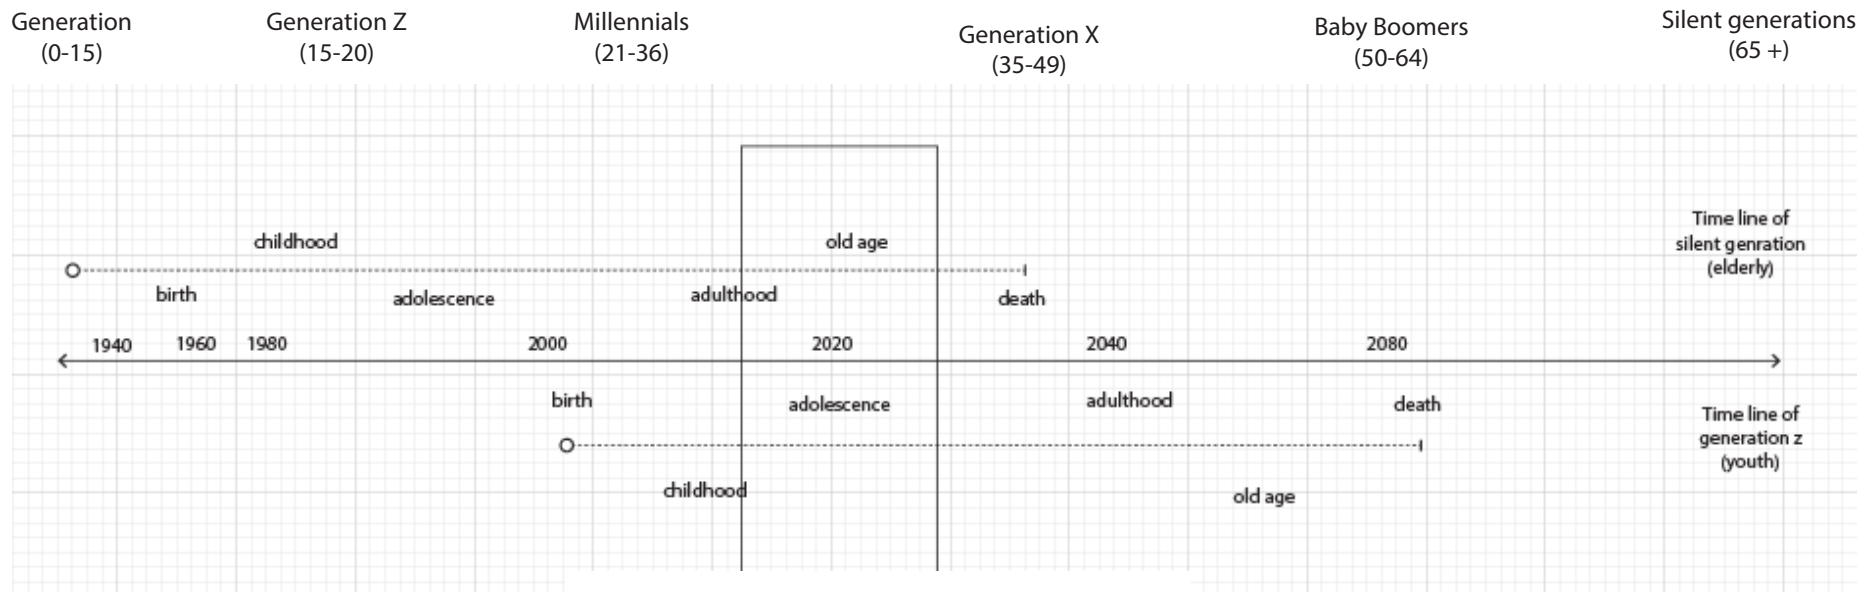 Generation
(0-15)
Generation Z
(15-20)
Millennials
(21-36)
Generation X
(35-49)
Baby Boomers
(50-64)
Silent generations
(65 +)
childhood
old age
Time line of
silent genration
(elderly)
birth
adolescence
adulthood
death
1940
1960
1980
2000
2020
2040
2080
birth
adolescence
adulthood
death
Time line of
generation z
(youth)
childhood
old age